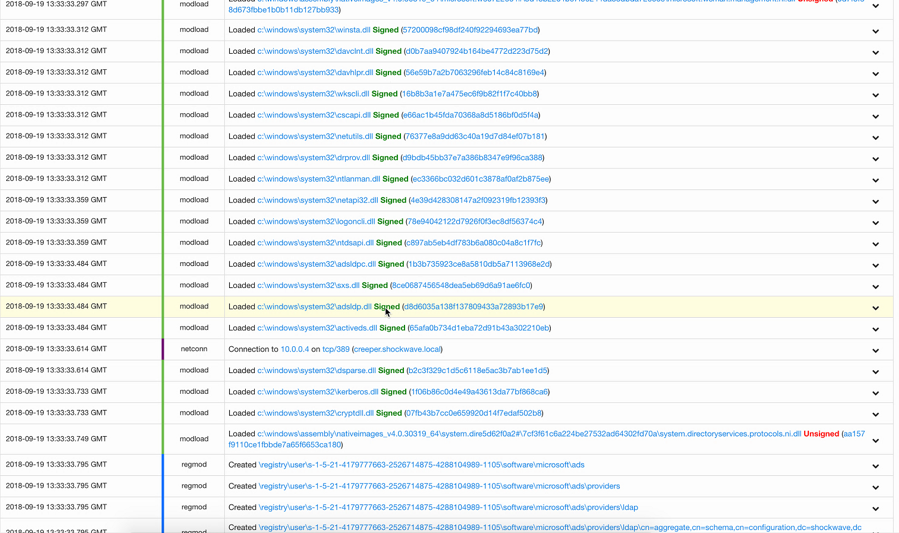 2018-09-19 13:33:33.297 GMT modload
8d673fbbe1b0b11db127bb933)
2018-09-19 13:33:33.312 GMT modload Loaded c:\windows\system32\winsta.dll Signed (57200098cf98df240f92294693ea77bd)
2018-09-19 13:33:33.312 GMT modload Loaded c:\windows\system32\davclnt.dll Signed (d0b7aa9407924b164be4772d223d75d2)
2018-09-19 13:33:33.312 GMT modload Loaded c:\windows\system32\davhlpr.dll Signed (56e59b7a2b7063296feb14c84c8169e4)
2018-09-19 13:33:33.312 GMT modload Loaded c:\windows\system32\wkscli.dll Signed (16b8b3a1e7a475ec6f9b82f1f7c40bb8)
2018-09-19 13:33:33.312 GMT modload Loaded c:\windows\system32\cscapi.dll Signed (e66ac1b45fda70368a8d5186bf0d5f4a)
2018-09-19 13:33:33.312 GMT modload Loaded c:\windows\system32\netutils.dll Signed (76377e8a9dd63c40a19d7d84ef07b181)
2018-09-19 13:33:33.312 GMT modload Loaded c:\windows\system32\drprov.dll Signed (d9bdb45bb37e7a386b8347e9f96ca388)
2018-09-19 13:33:33.312 GMT modload Loaded c:\windows\system32\ntlanman.dll Signed (ec3366bc032d601c3878af0af2b875ee)
2018-09-19 13:33:33.359 GMT modload Loaded c:\windows\system32\netapi32.dll Signed (4e39d428308147a2f092319fb12393f3)
2018-09-19 13:33:33.359 GMT modload Loaded c:\windows\system32\logoncli.dll Signed (78e94042122d7926f0f3ec8df56374c4)
2018-09-19 13:33:33.359 GMT modload Loaded c:\windows\system32\ntdsapi.dll Signed (c897ab5eb4df783b6a080c04a8c1f7fc)
2018-09-19 13:33:33.484 GMT modload Loaded c:\windows\system32\adsldpc.dll Signed (1b3b735923ce8a5810db5a7113968e2d)
2018-09-19 13:33:33.484 GMT modload Loaded c:\windows\system32\sxs.dll Signed (8ce0687456548dea5eb69d6a91ae6fc0)
2018-09-19 13:33:33.484 GMT modload Loaded c:\windows\system32\adsldp.dll Signed (d8d6035a138f137809433a72893b17e9)
2018-09-19 13:33:33.484 GMT modload Loaded c:\windows\system32\activeds.dll Signed (65afa0b734d1eba72d91b43a302210eb)
2018-09-19 13:33:33.614 GMT netconn Connection to 10.0.0.4 on tcp/389 (creeper.shockwave.local)
2018-09-19 13:33:33.614 GMT modload Loaded c:\windows\system32\dsparse.dll Signed (b2c3f329c1d5c6118e5ac3b7ab1ee1d5)
2018-09-19 13:33:33.733 GMT modload Loaded c:\windows\system32\kerberos.dll Signed (1f06b86c0d4e49a43613da77bf868ca6)
2018-09-19 13:33:33.733 GMT modload Loaded c:\windows\system32\cryptdll.dll Signed (07fb43b7cc0e659920d14f7edaf502b8)
2018-09-19 13:33:33.749 GMT modload Loaded c:\windows\assembly\nativeimages_v4.0.30319_64\system.dire5d62f0a2#\7cf3f61c6a224be27532ad64302fd70a\system.directoryservices.protocols.ni.dll Unsigned (aa157
f9110ce1fbbde7a65f6653ca180)
2018-09-19 13:33:33.795 GMT regmod Created \registry\user\s-1-5-21-4179777663-2526714875-4288104989-1105\software\microsoft\ads
2018-09-19 13:33:33.795 GMT regmod Created \registry\user\s-1-5-21-4179777663-2526714875-4288104989-1105\software\microsoft\ads\providers
2018-09-19 13:33:33.795 GMT regmod Created \registry\user\s-1-5-21-4179777663-2526714875-4288104989-1105\software\microsoft\ads\providers\ldap
2018-09-19 13:33:33.795 GMT regmod Created \registry\user\s-1-5-21-4179777663-2526714875-4288104989-1105\software\microsoft\ads\providers\ldap\cn=aggregate,cn=schema,cn=configuration,dc=shockwave,dc